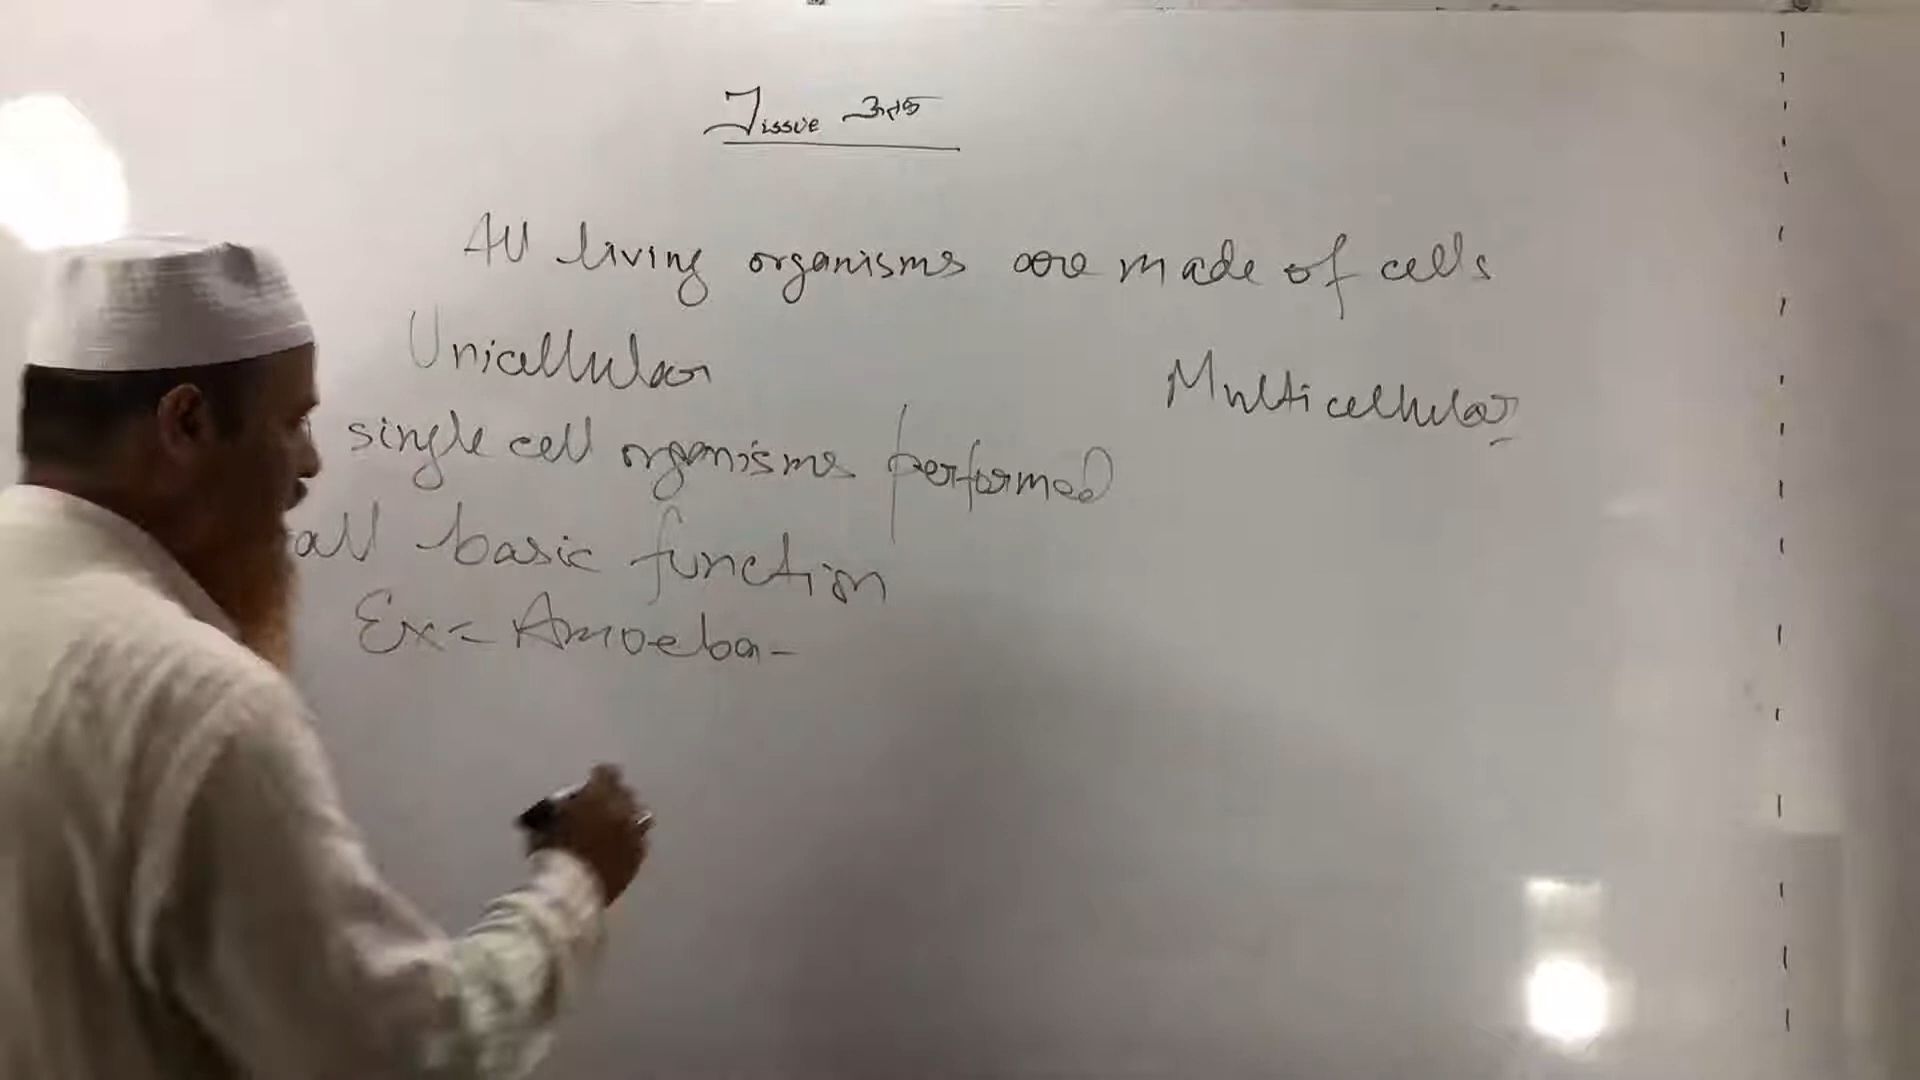 Tissue ऊतक
All living organisms are made of cells
Unicellular
Multicellular
single cell organisms performed
all basic function
Ex= Amoeba-